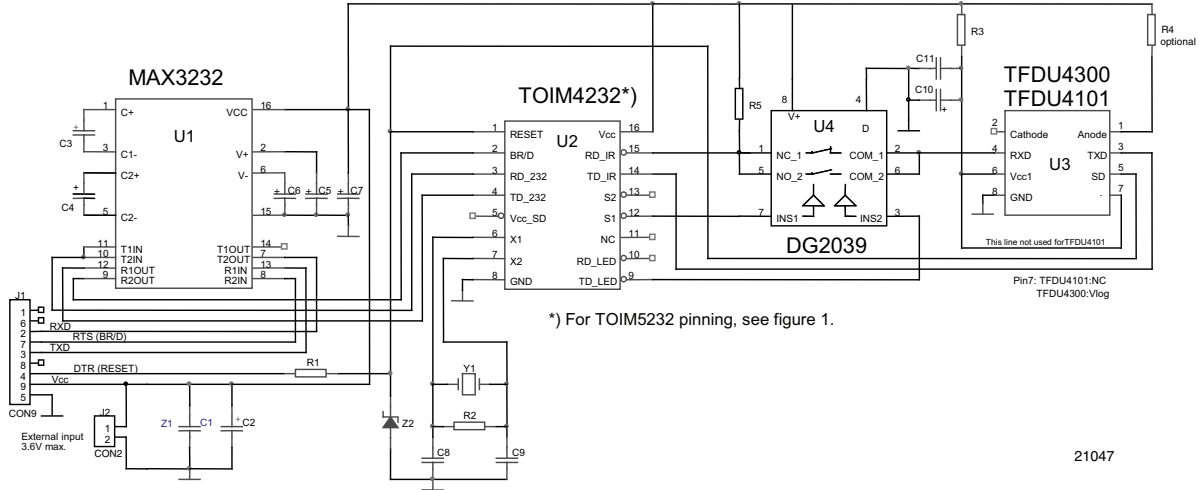 MAX3232
U1
1 C+ VCC 16
3 C1-
C2+ V+ 2
V- 6
5 C2- 15
11 T1IN T1OUT 14
10 T2IN T2OUT 7
12 R1OUT R1IN 13
9 R2OUT R2IN 8
C3
C4
C6
C5
C7
TOIM4232*)
U2
1 RESET Vcc 16
2 BR/D RD_IR 15
3 RD_232 TD_IR 14
4 TD_232 S2 13
5 Vcc_SD S1 12
6 X1 NC 11
7 X2 RD_LED 10
8 GND TD_LED 9
R5
8
V+
4
D
U4
1 NC_1 COM_1 2
5 NO_2 COM_2 6
7 INS1 INS2 3
DG2039
C11
C10
R3
R4
optional
TFDU4300
TFDU4101
U3
2 Cathode Anode 1
4 RXD TXD 3
6 Vcc1 SD 5
8 GND 7
This line not used forTFDU4101
Pin7: TFDU4101:NC
TFDU4300:Vlog
*) For TOIM5232 pinning, see figure 1.
J1
1
6
2 RXD
7 RTS (BR/D)
3 TXD
8
4 DTR (RESET)
9 Vcc
5
CON9
R1
External input
3.6V max.
J2
1
2
CON2
Z1
C1
C2
Z2
Y1
R2
C8
C9
21047